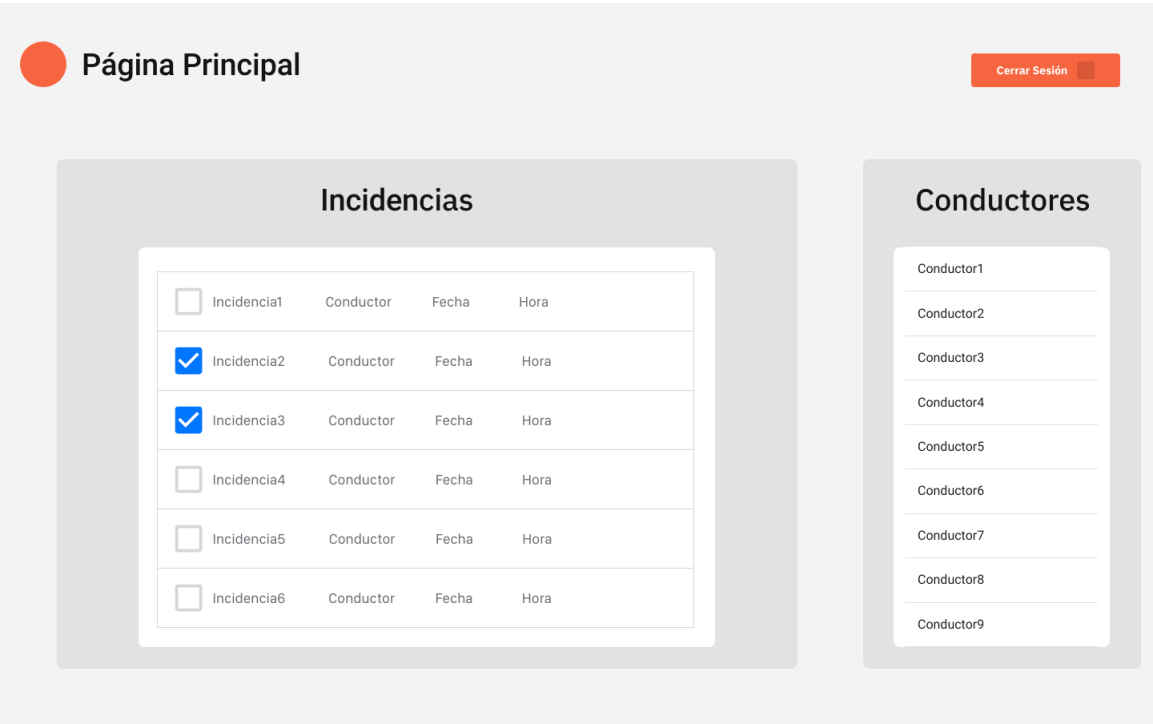 Página Principal
Cerrar Sesión
Incidencias
Incidencia1 Conductor Fecha Hora
Incidencia2 Conductor Fecha Hora
Incidencia3 Conductor Fecha Hora
Incidencia4 Conductor Fecha Hora
Incidencia5 Conductor Fecha Hora
Incidencia6 Conductor Fecha Hora
Conductores
Conductor1
Conductor2
Conductor3
Conductor4
Conductor5
Conductor6
Conductor7
Conductor8
Conductor9